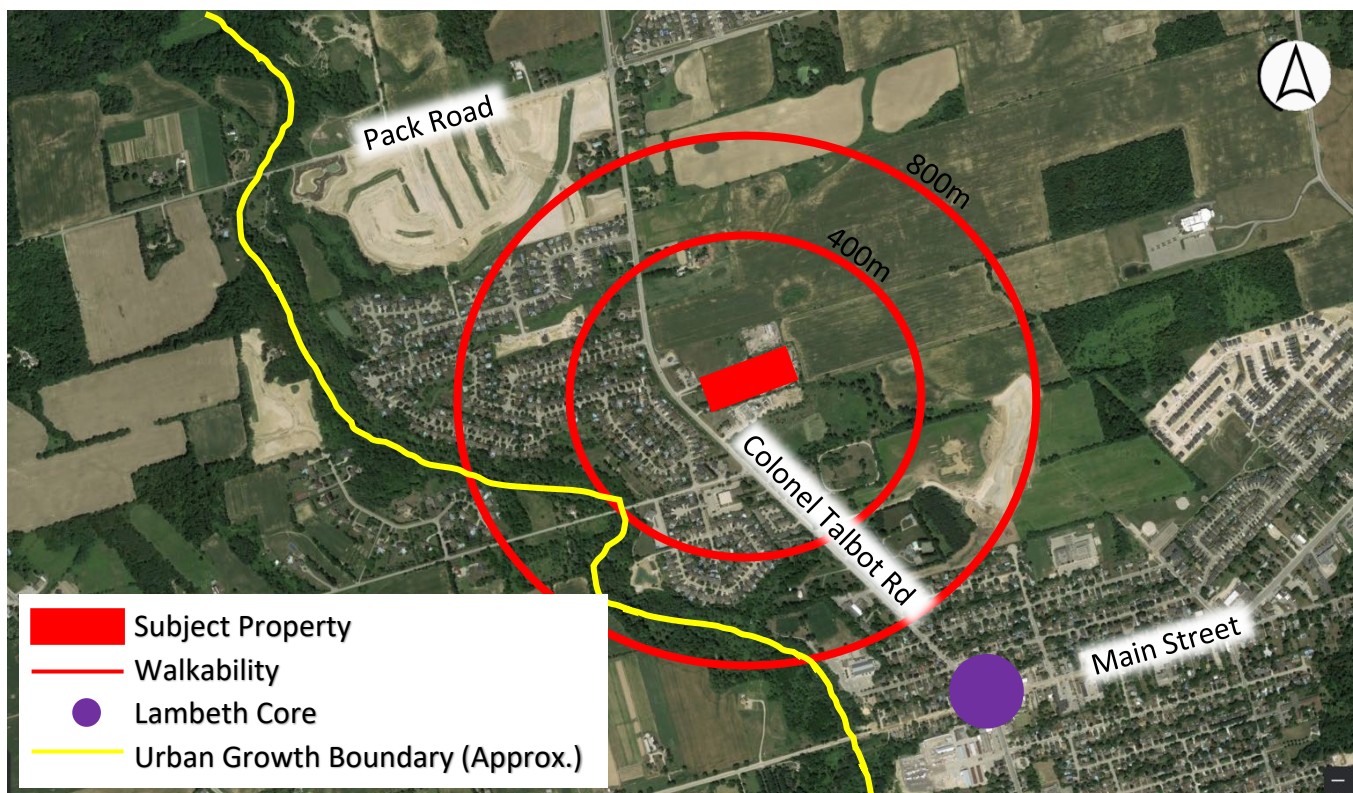 Pack Road
800m
400m
Colonel Talbot Rd
Main Street
Subject Property
Walkability
Lambeth Core
Urban Growth Boundary (Approx.)